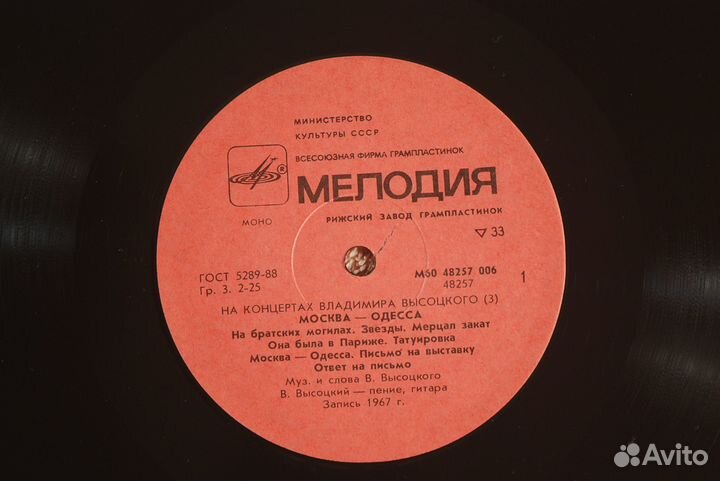 МИНИСТЕРСТВО
КУЛЬТУРЫ СССР
ВСЕСОЮЗНАЯ ФИРМА ГРАМПЛАСТИНОК
®
МЕЛОДИЯ
МОНО
РИЖСКИЙ ЗАВОД ГРАМПЛАСТИНОК
▽ 33
ГОСТ 5289-88
Гр. 3. 2-25
М60 48257 006
48257
1
НА КОНЦЕРТАХ ВЛАДИМИРА ВЫСОЦКОГО (3)
МОСКВА — ОДЕССА
На братских могилах. Звезды. Мерцал закат
Она была в Париже. Татуировка
Москва — Одесса. Письмо на выставку
Ответ на письмо
Муз. и слова В. Высоцкого
В. Высоцкий — пение, гитара
Запись 1967 г.
Avito